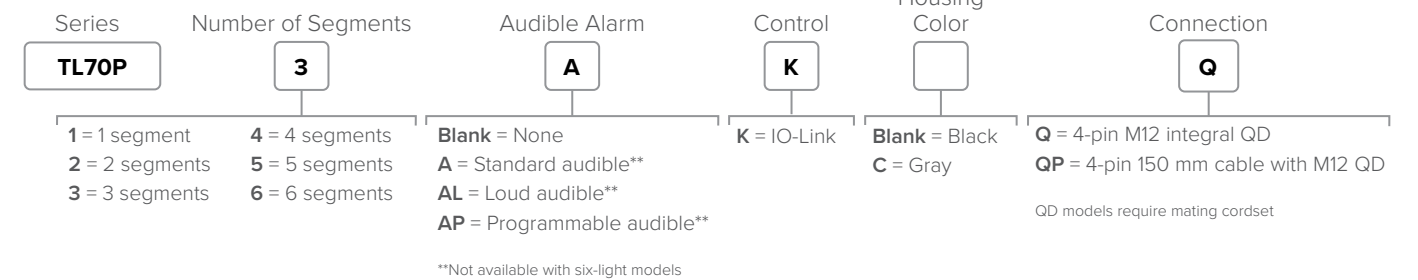 Housing
Series Number of Segments Audible Alarm Control Color Connection
TL70P 3 A K Q
1 = 1 segment 4 = 4 segments Blank = None K = IO-Link Blank = Black Q = 4-pin M12 integral QD
2 = 2 segments 5 = 5 segments A = Standard audible** C = Gray QP = 4-pin 150 mm cable with M12 QD
3 = 3 segments 6 = 6 segments AL = Loud audible**
QD models require mating cordset
AP = Programmable audible**
**Not available with six-light models